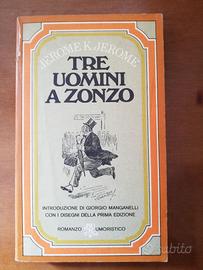 JEROME K. JEROME
TRE
UOMINI
A ZONZO
INTRODUZIONE DI GIORGIO MANGANELLI
CON I DISEGNI DELLA PRIMA EDIZIONE
ROMANZO UMORISTICO
subito